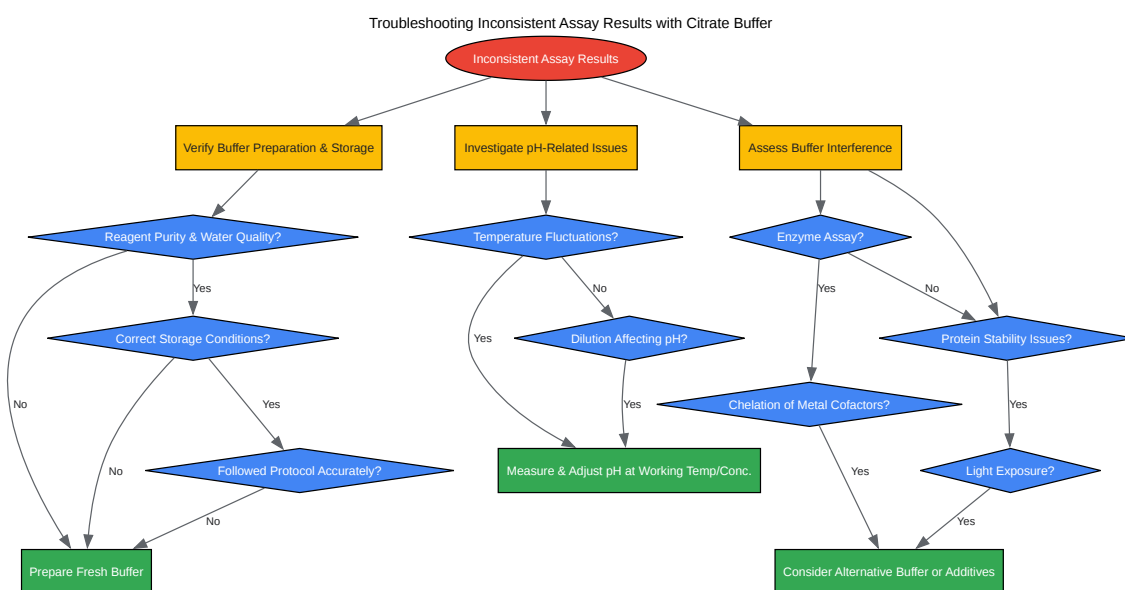 Troubleshooting Inconsistent Assay Results with Citrate Buffer
Inconsistent Assay Results
Verify Buffer Preparation & Storage
Investigate pH-Related Issues
Assess Buffer Interference
Reagent Purity & Water Quality?
Temperature Fluctuations?
Enzyme Assay?
Yes
No
Yes
No
Correct Storage Conditions?
Dilution Affecting pH?
Protein Stability Issues?
Yes
No
Yes
Yes
Yes
Chelation of Metal Cofactors?
No
Followed Protocol Accurately?
Measure & Adjust pH at Working Temp/Conc.
Yes
Light Exposure?
No
Yes
Prepare Fresh Buffer
Consider Alternative Buffer or Additives